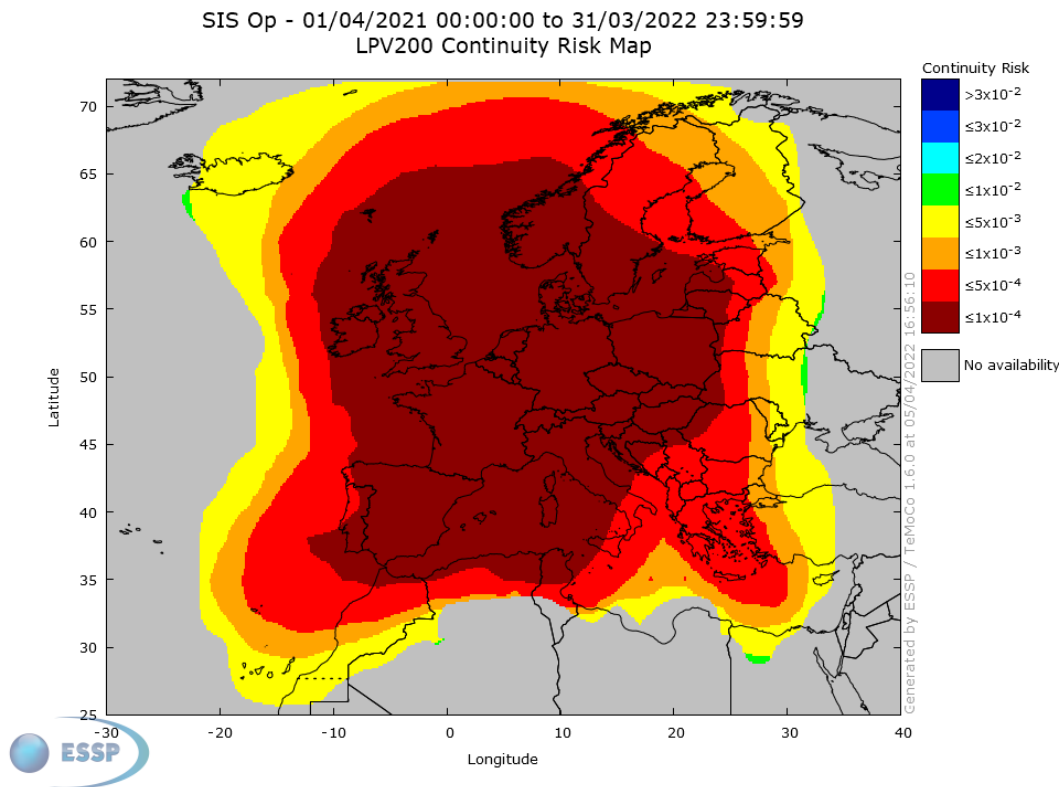 SIS Op - 01/04/2021 00:00:00 to 31/03/2022 23:59:59
LPV200 Continuity Risk Map
Continuity Risk
>3x10⁻²
≤3x10⁻²
≤2x10⁻²
≤1x10⁻²
≤5x10⁻³
≤1x10⁻³
≤5x10⁻⁴
≤1x10⁻⁴
No availability
Generated by ESSP / TeMoCo 1.6.0 at 05/04/2022 16:56:10
Latitude
70
65
60
55
50
45
40
35
30
25
-30
-20
-10
0
10
20
30
40
Longitude
ESSP